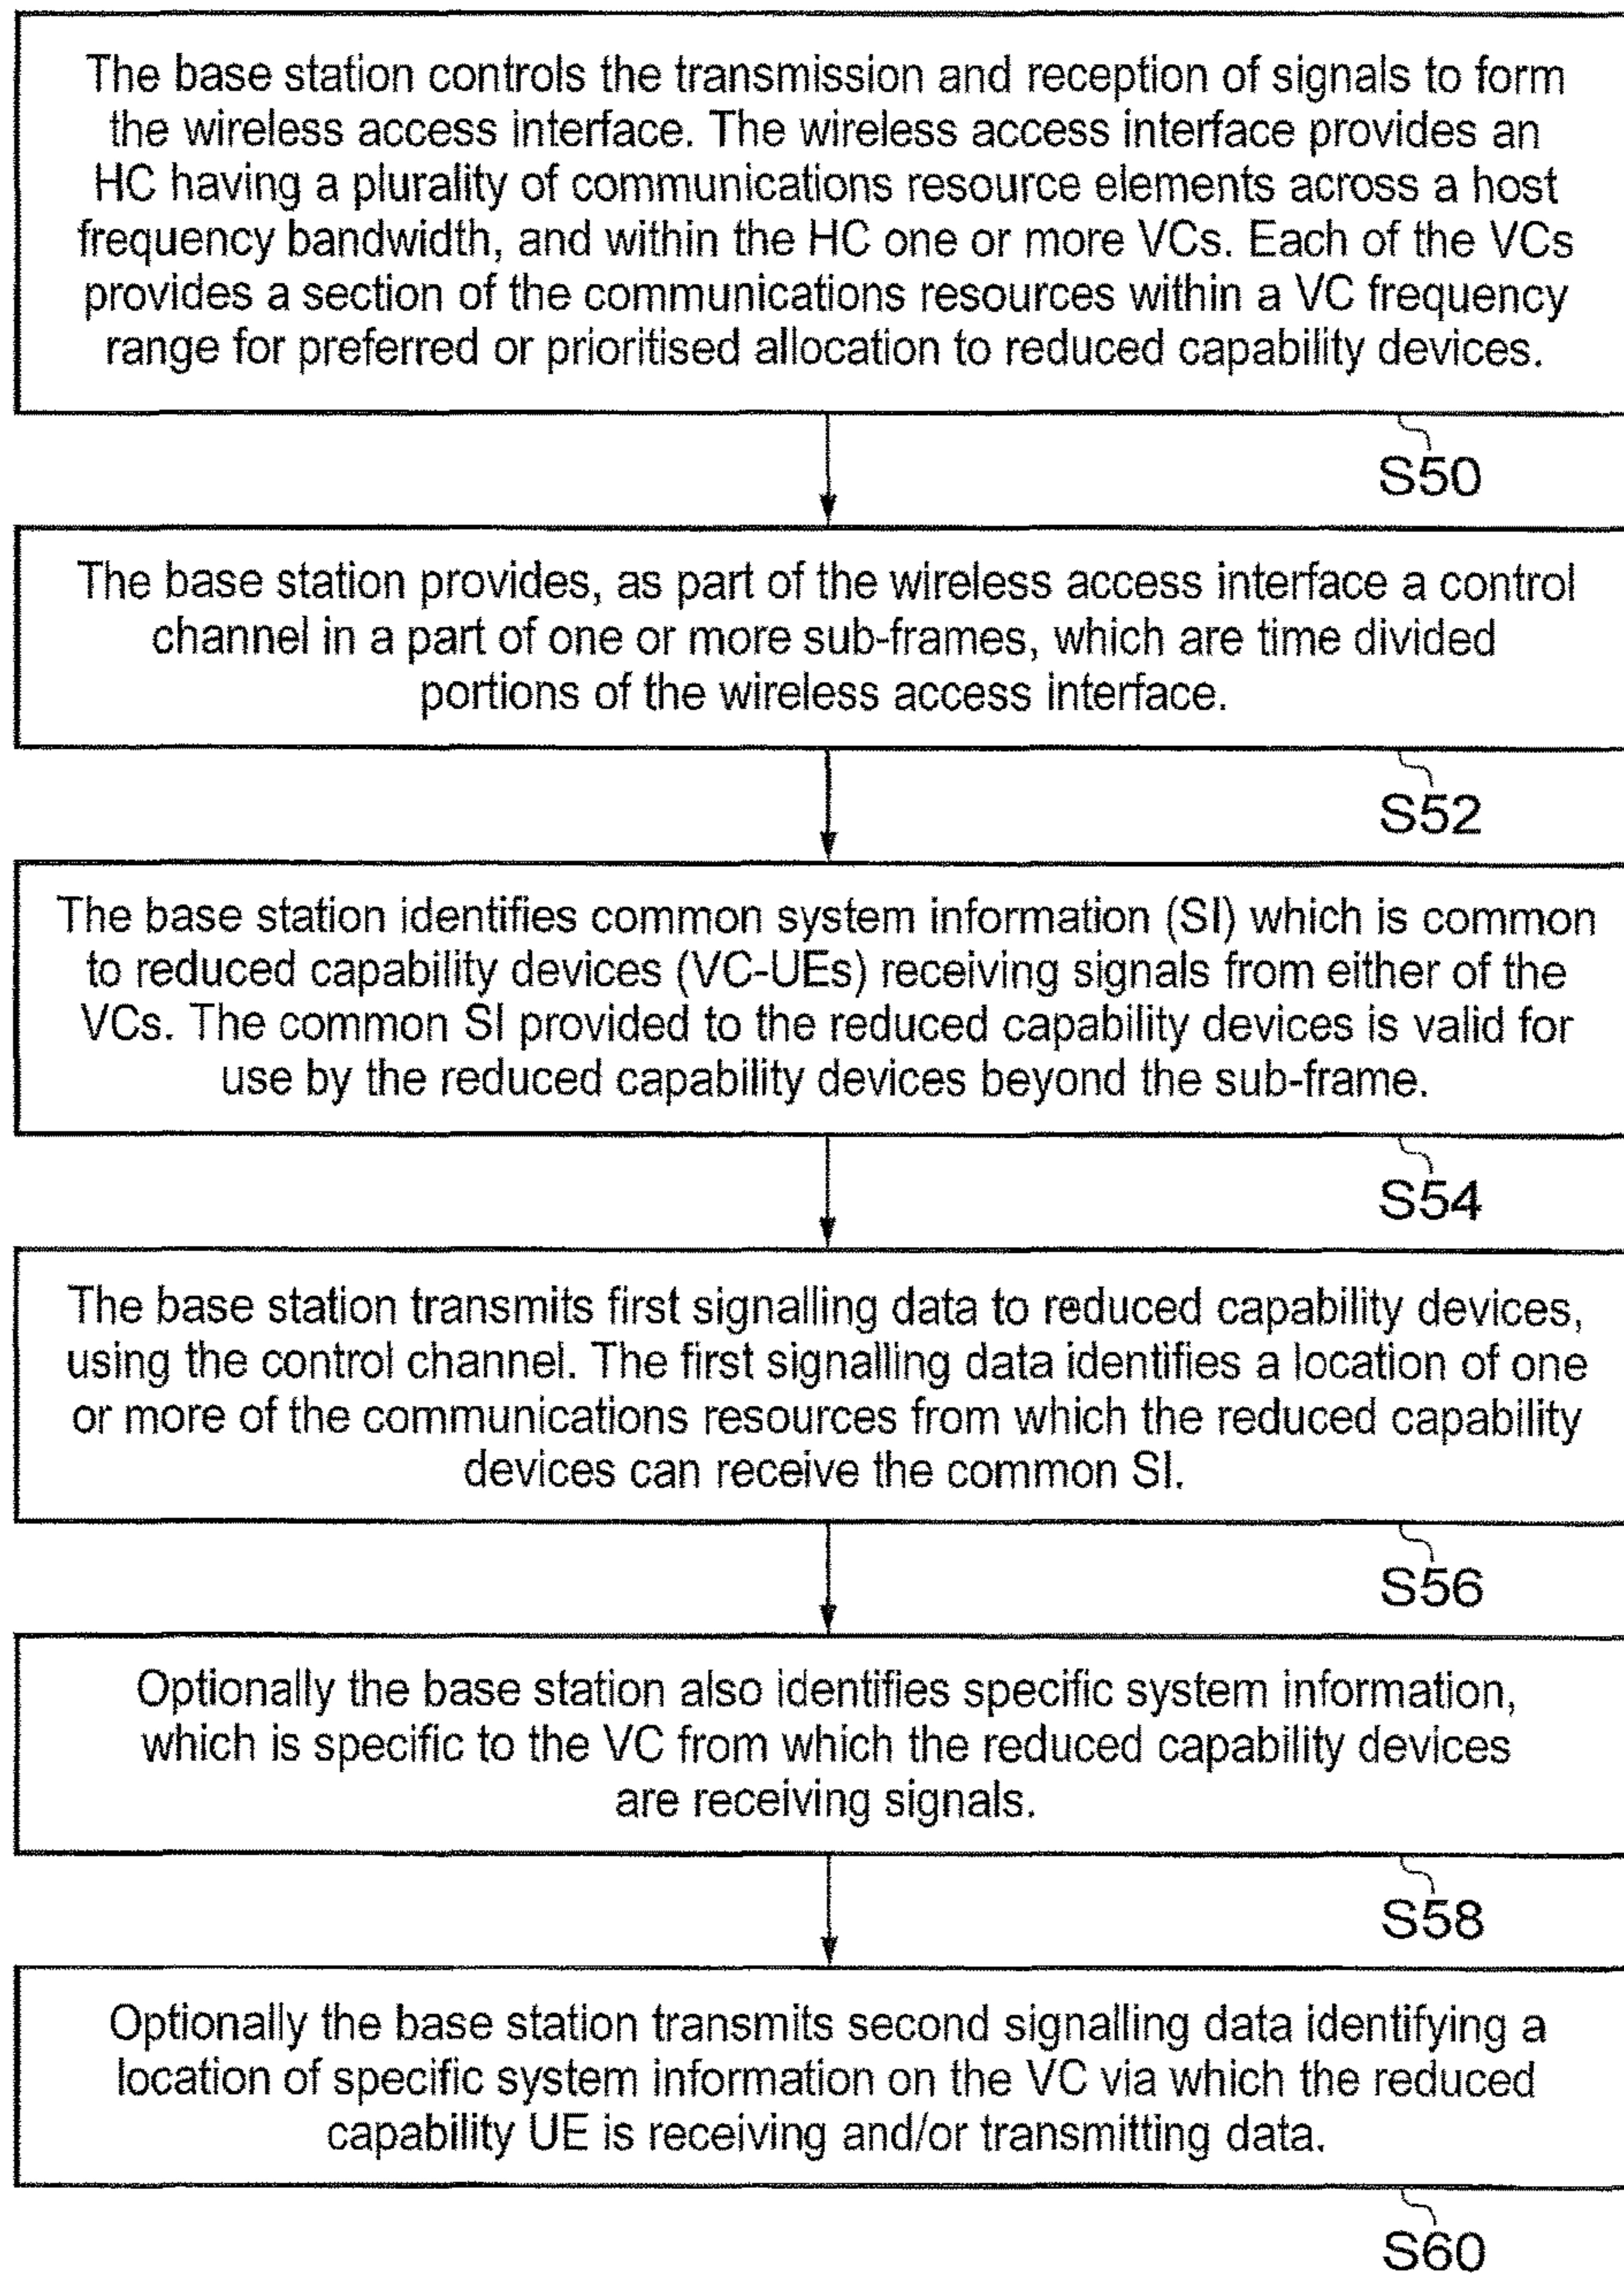 The base station controls the transmission and reception of signals to form
the wireless access interface. The wireless access interface provides an
HC having a plurality of communications resource elements across a host
frequency bandwidth, and within the HC one or more VCs. Each of the VCs
provides a section of the communications resources within a VC frequency
range for preferred or prioritised allocation to reduced capability devices.
S50
The base station provides, as part of the wireless access interface a control
channel in a part of one or more sub-frames, which are time divided
portions of the wireless access interface.
S52
The base station identifies common system information (SI) which is common
to reduced capability devices (VC-UEs) receiving signals from either of the
VCs. The common SI provided to the reduced capability devices is valid for
use by the reduced capability devices beyond the sub-frame.
S54
The base station transmits first signalling data to reduced capability devices,
using the control channel. The first signalling data identifies a location of one
or more of the communications resources from which the reduced capability
devices can receive the common SI.
S56
Optionally the base station also identifies specific system information,
which is specific to the VC from which the reduced capability devices
are receiving signals.
S58
Optionally the base station transmits second signalling data identifying a
location of specific system information on the VC via which the reduced
capability UE is receiving and/or transmitting data.
S60